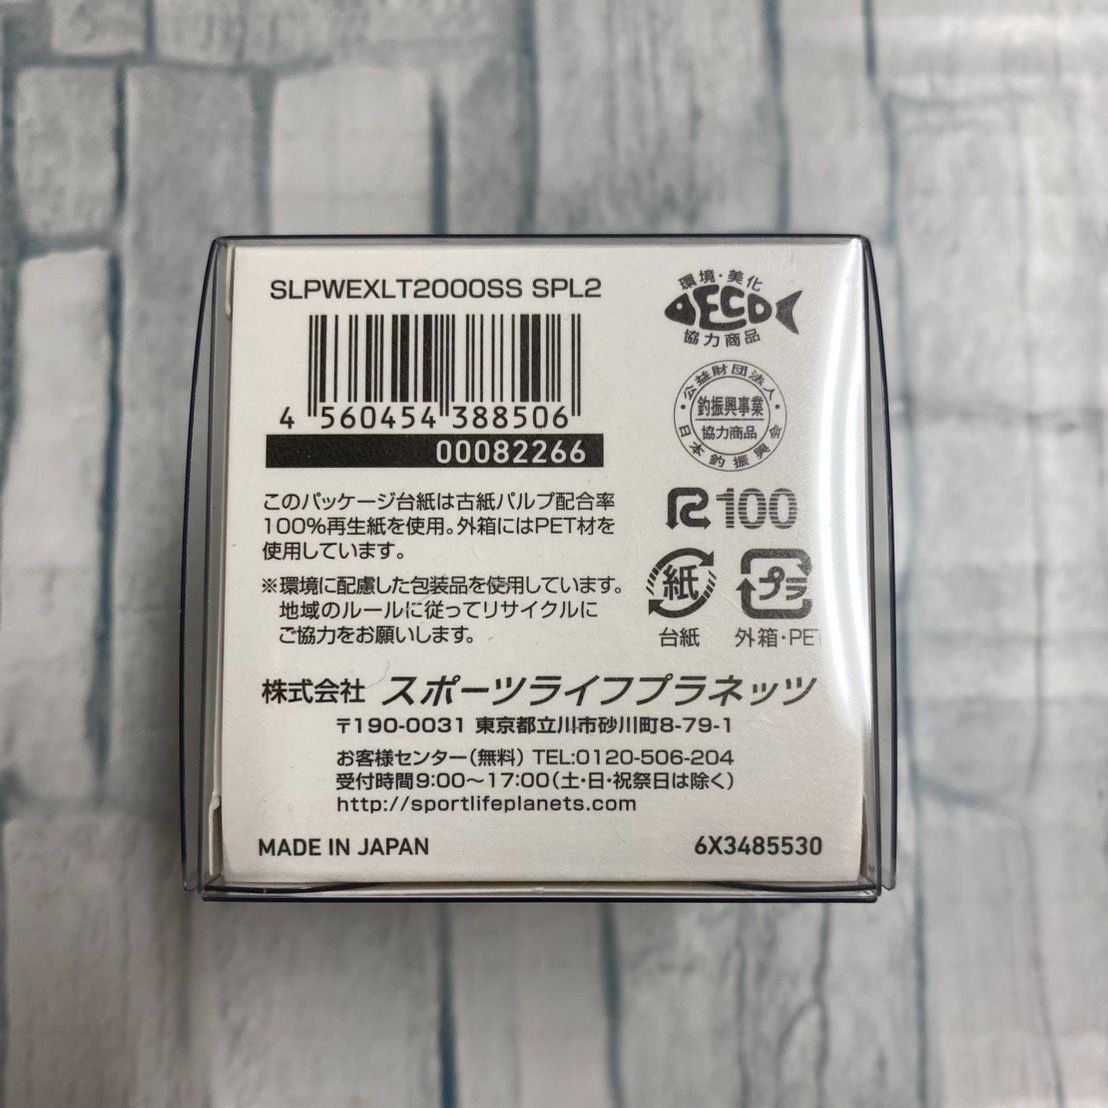 SLPWEXLT2000SS SPL2
4 560454 388506
00082266
環境・美化
ECO
協力商品
公益財団法人
釣振興事業
協力商品
日本釣振興会
R100
このパッケージ台紙は古紙パルプ配合率
100%再生紙を使用。外箱にはPET材を
使用しています。
※環境に配慮した包装品を使用しています。
地域のルールに従ってリサイクルに
ご協力をお願いします。
紙
台紙
プラ
外箱・PET
株式会社 スポーツライフプラネッツ
〒190-0031 東京都立川市砂川町8-79-1
お客様センター(無料) TEL:0120-506-204
受付時間9:00〜17:00(土・日・祝祭日は除く)
http://sportlifeplanets.com
MADE IN JAPAN
6X3485530